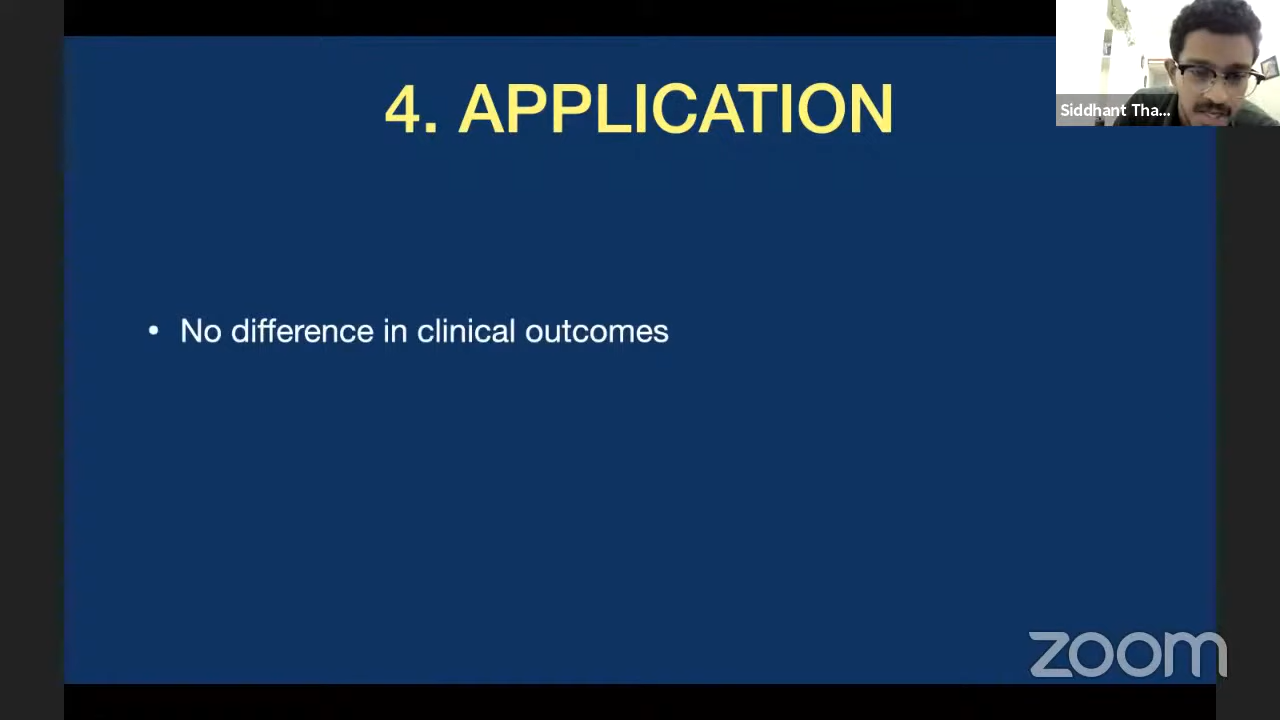 4. APPLICATION
Siddhant Tha...
• No difference in clinical outcomes
zoom